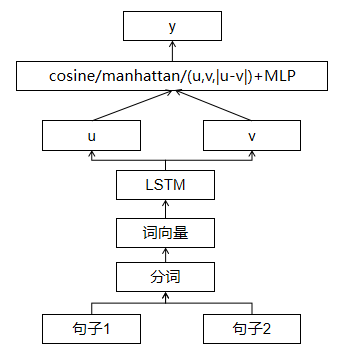 y
cosine/manhattan/(u,v,|u-v|)+MLP
u
v
LSTM
词向量
分词
句子1
句子2